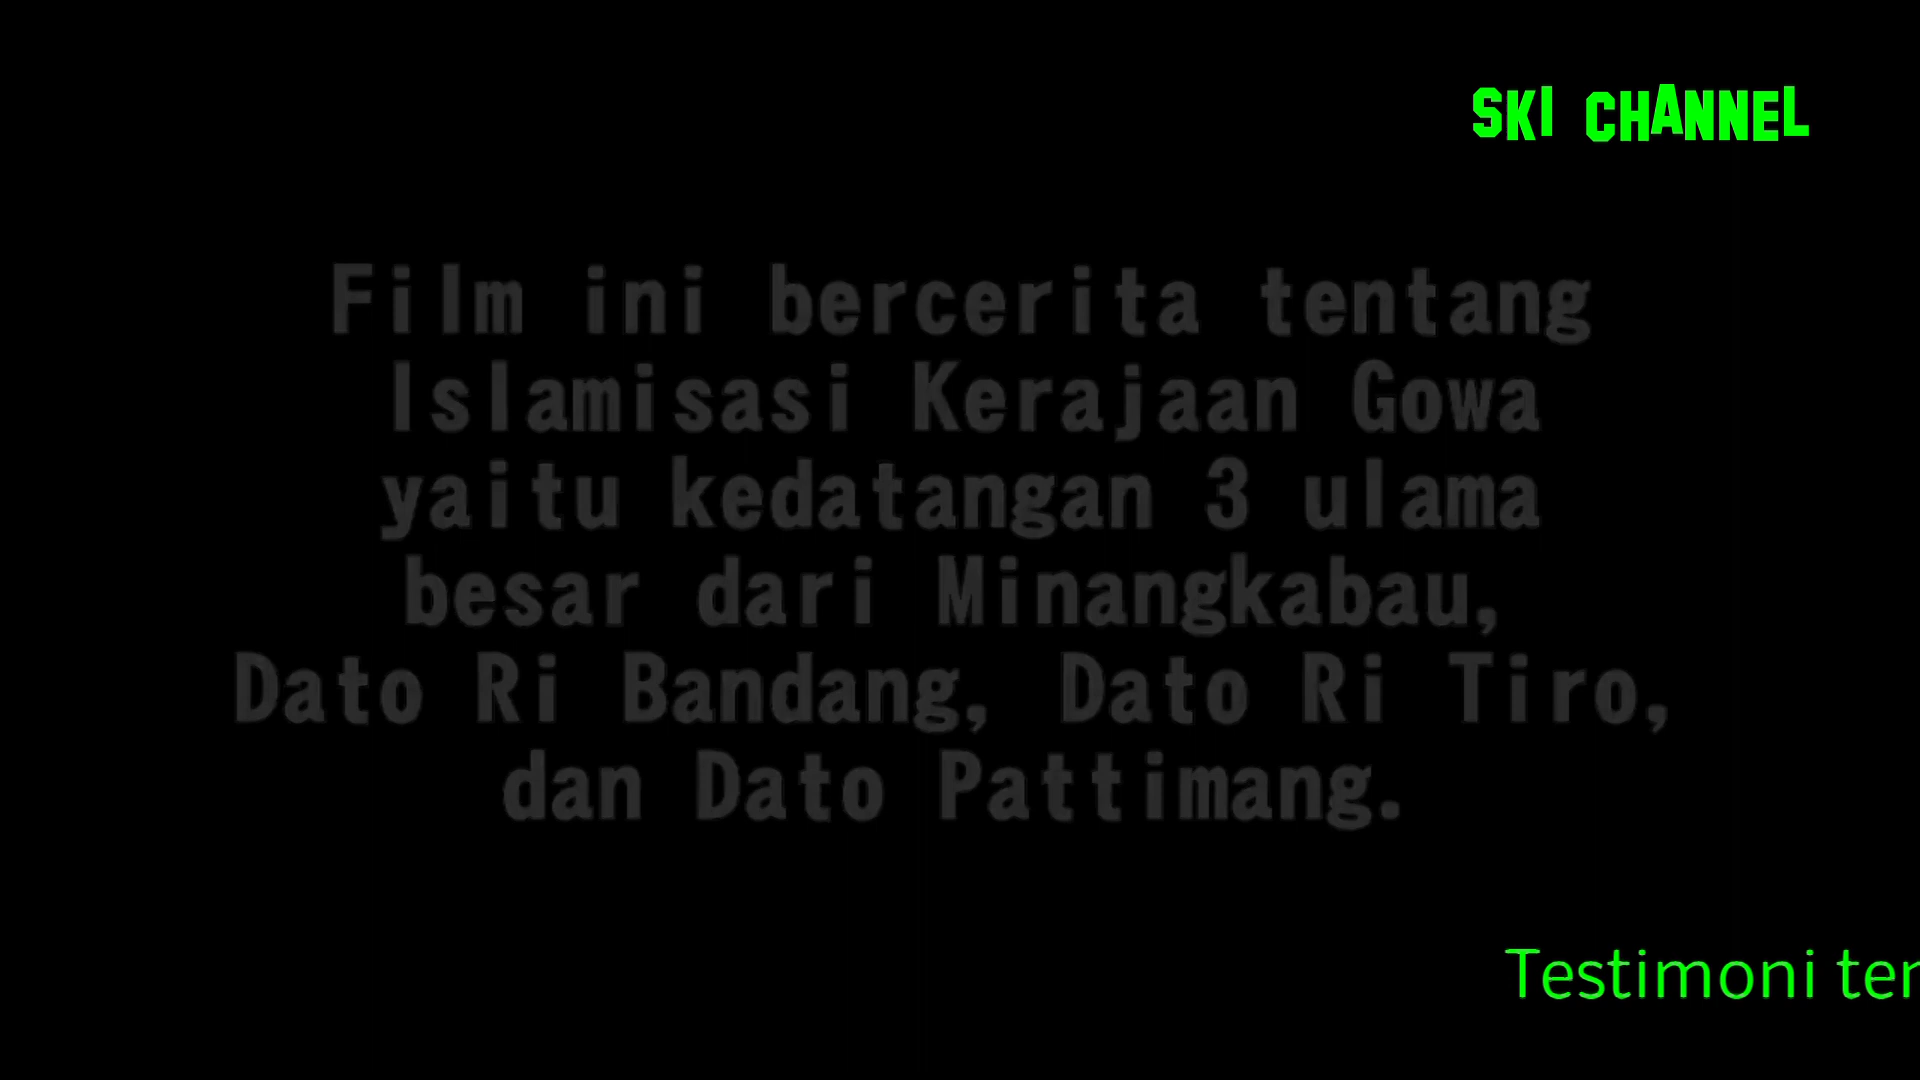 SKI CHANNEL
Film ini bercerita tentang
Islamisasi Kerajaan Gowa
yaitu kedatangan 3 ulama
besar dari Minangkabau,
Dato Ri Bandang, Dato Ri Tiro,
dan Dato Pattimang.
Testimoni